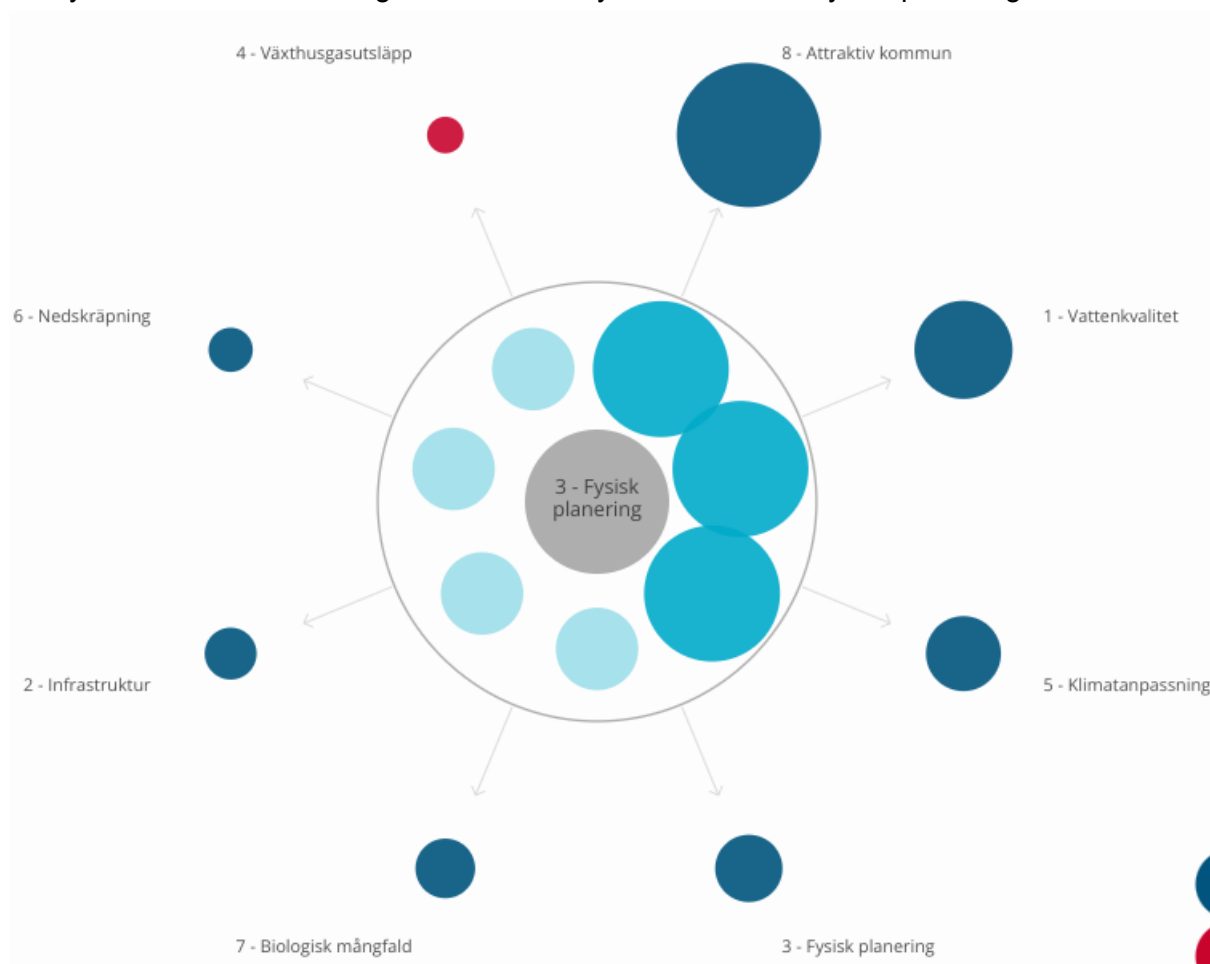 4 - Växthusgasutsläpp
8 - Attraktiv kommun
6 - Nedskräpning
1 - Vattenkvalitet
3 - Fysisk
planering
2 - Infrastruktur
5 - Klimatanpassning
7 - Biologisk mångfald
3 - Fysisk planering